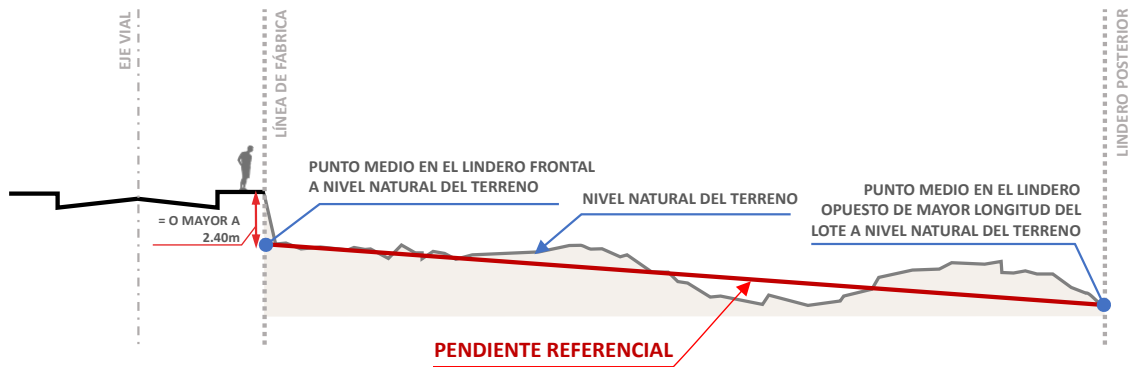 EJE VIAL
LÍNEA DE FÁBRICA
LINDERO POSTERIOR
PUNTO MEDIO EN EL LINDERO FRONTAL
A NIVEL NATURAL DEL TERRENO
NIVEL NATURAL DEL TERRENO
PUNTO MEDIO EN EL LINDERO
OPUESTO DE MAYOR LONGITUD DEL
LOTE A NIVEL NATURAL DEL TERRENO
= O MAYOR A
2.40m
PENDIENTE REFERENCIAL